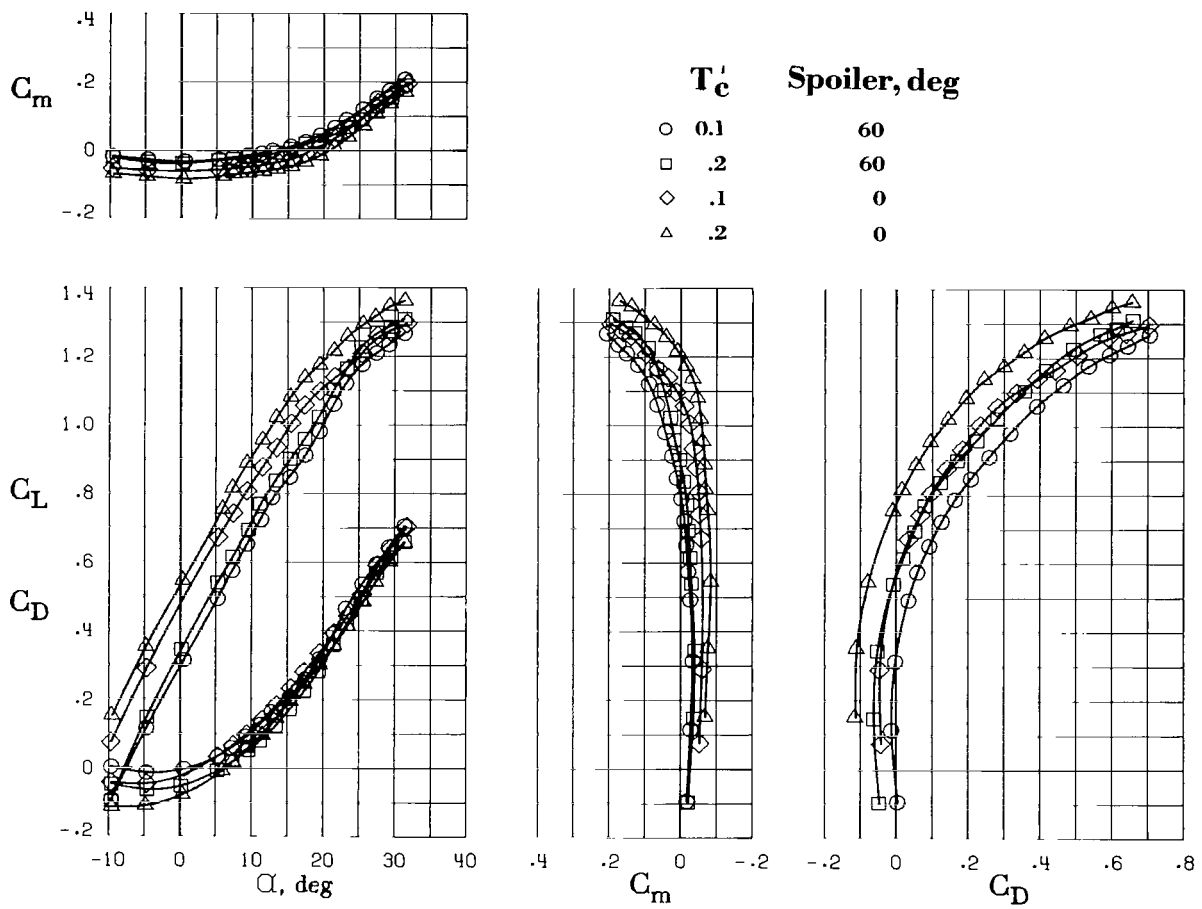 .4
.2
0
-.2
C_m
T_c' Spoiler, deg
0.1 60
.2 60
.1 0
.2 0
1.4
1.2
1.0
.8
.6
.4
.2
0
-.2
C_L
C_D
-10 0 10 20 30 40
α, deg
.4 .2 0 -.2
C_m
-.2 0 .2 .4 .6 .8
C_D